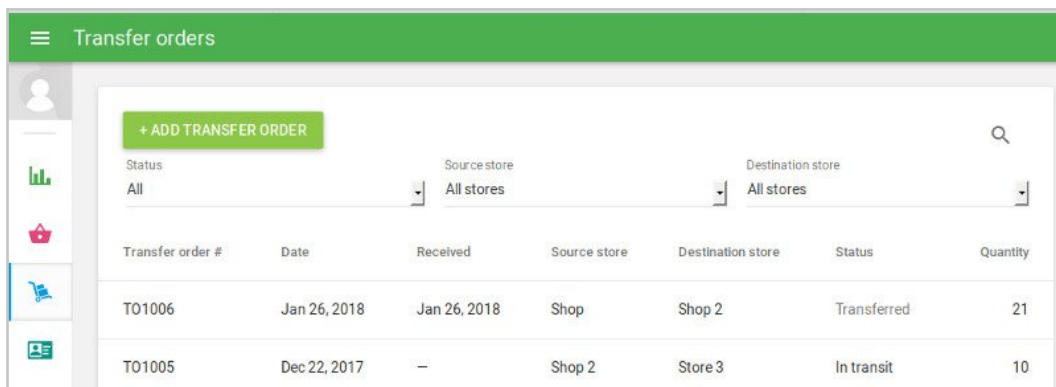 Transfer orders
+ ADD TRANSFER ORDER
Status Source store Destination store
All All stores All stores
Transfer order # Date Received Source store Destination store Status Quantity
TO1006 Jan 26, 2018 Jan 26, 2018 Shop Shop 2 Transferred 21
TO1005 Dec 22, 2017 — Shop 2 Store 3 In transit 10